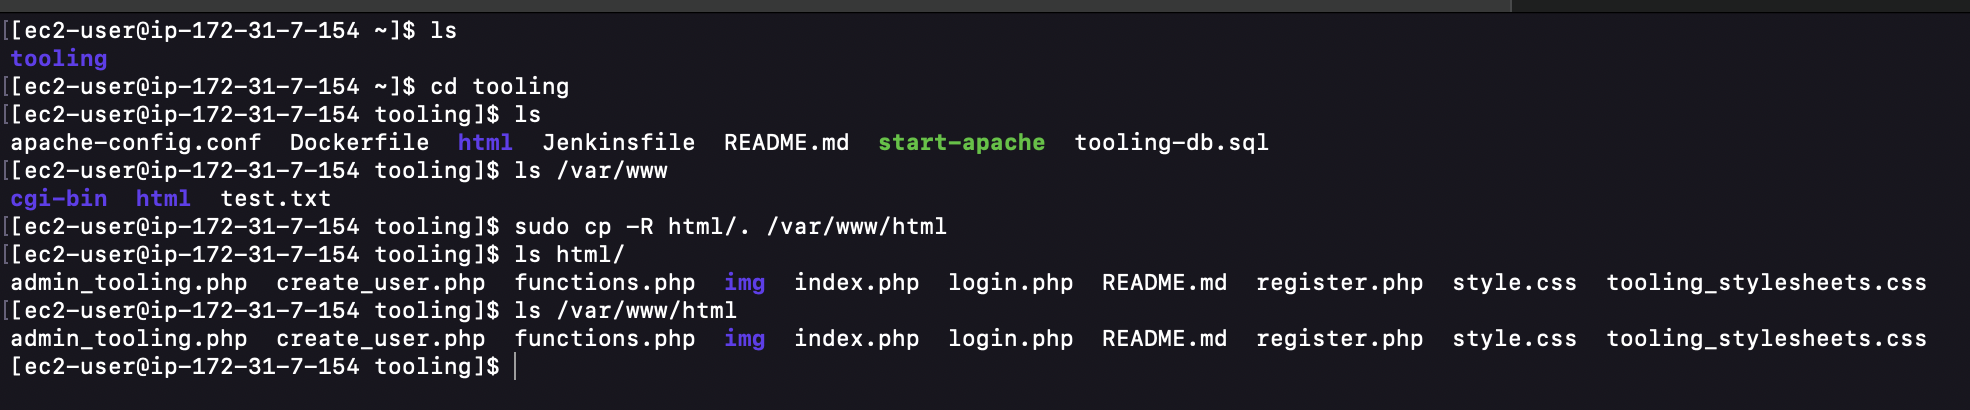 [[ec2-user@ip-172-31-7-154 ~]$ ls
tooling
[[ec2-user@ip-172-31-7-154 ~]$ cd tooling
[[ec2-user@ip-172-31-7-154 tooling]$ ls
apache-config.conf  Dockerfile  html  Jenkinsfile  README.md  start-apache  tooling-db.sql
[[ec2-user@ip-172-31-7-154 tooling]$ ls /var/www
cgi-bin  html  test.txt
[[ec2-user@ip-172-31-7-154 tooling]$ sudo cp -R html/. /var/www/html
[[ec2-user@ip-172-31-7-154 tooling]$ ls html/
admin_tooling.php  create_user.php  functions.php  img  index.php  login.php  README.md  register.php  style.css  tooling_stylesheets.css
[[ec2-user@ip-172-31-7-154 tooling]$ ls /var/www/html
admin_tooling.php  create_user.php  functions.php  img  index.php  login.php  README.md  register.php  style.css  tooling_stylesheets.css
[ec2-user@ip-172-31-7-154 tooling]$